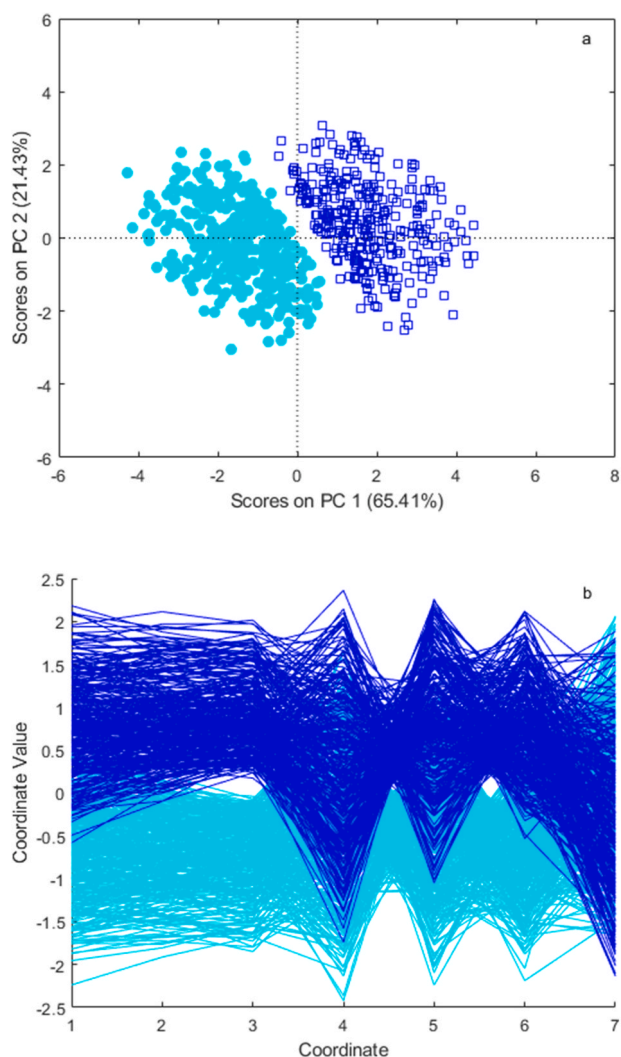 a
6
4
2
0
-2
-4
-6
Scores on PC 2 (21.43%)
-6 -4 -2 0 2 4 6 8
Scores on PC 1 (65.41%)
b
2.5
2
1.5
1
0.5
0
-0.5
-1
-1.5
-2
-2.5
Coordinate Value
1 2 3 4 5 6 7
Coordinate